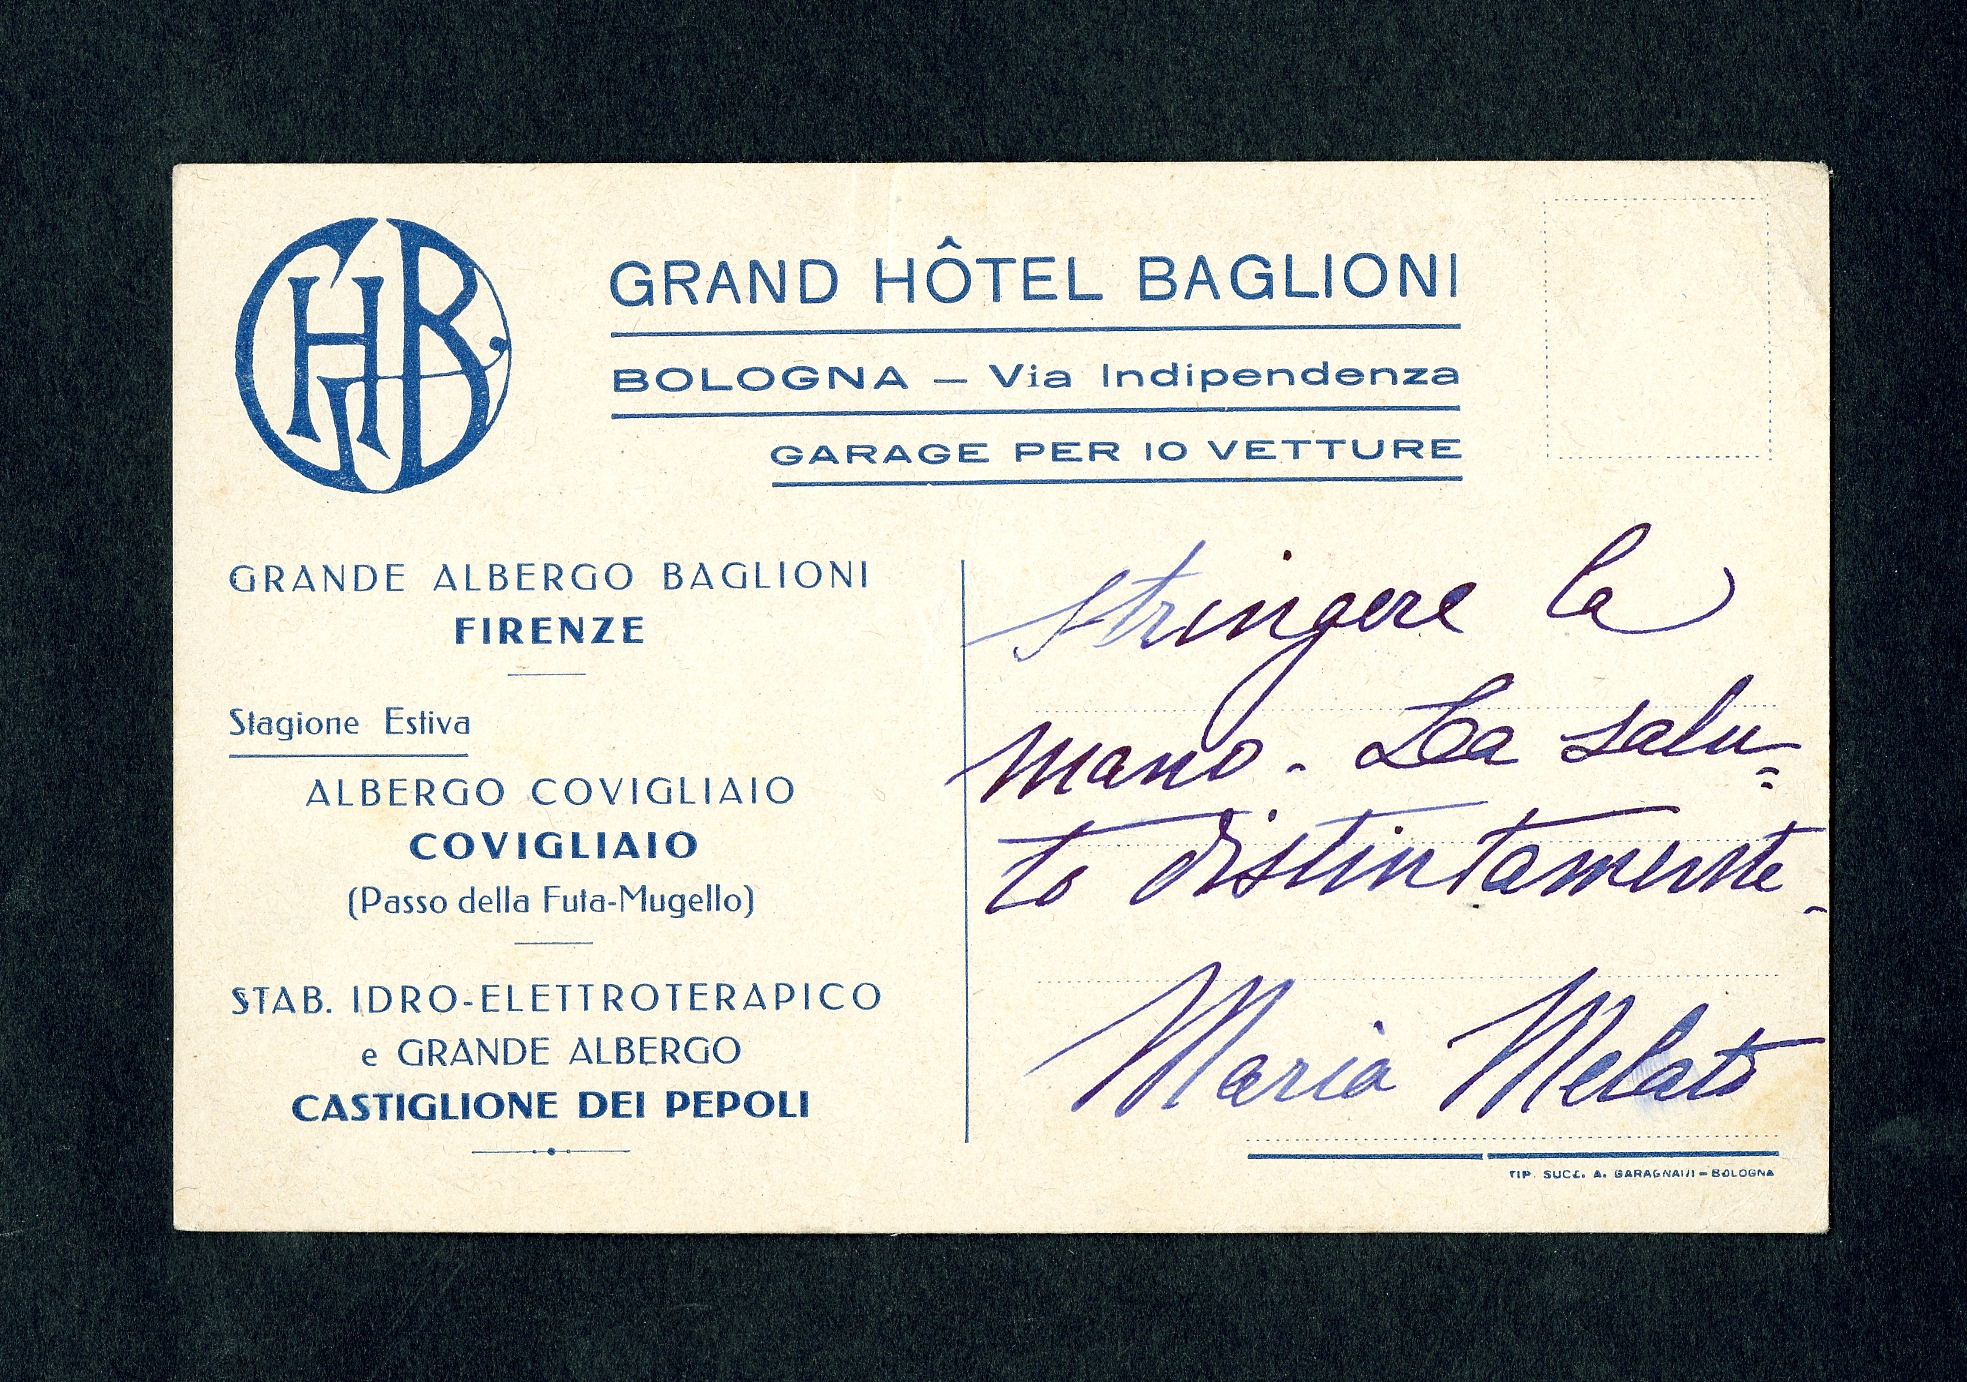 GHB
GRAND HÔTEL BAGLIONI
BOLOGNA — Via Indipendenza
GARAGE PER 10 VETTURE
GRANDE ALBERGO BAGLIONI
FIRENZE
Stagione Estiva
ALBERGO COVIGLIAIO
COVIGLIAIO
(Passo della Futa-Mugello)
STAB. IDRO-ELETTROTERAPICO
e GRANDE ALBERGO
CASTIGLIONE DEI PEPOLI
stringere la
mano - La salu=
to distintamente -
Maria Melato
TIP. SUCC. A. GARAGNANI - BOLOGNA